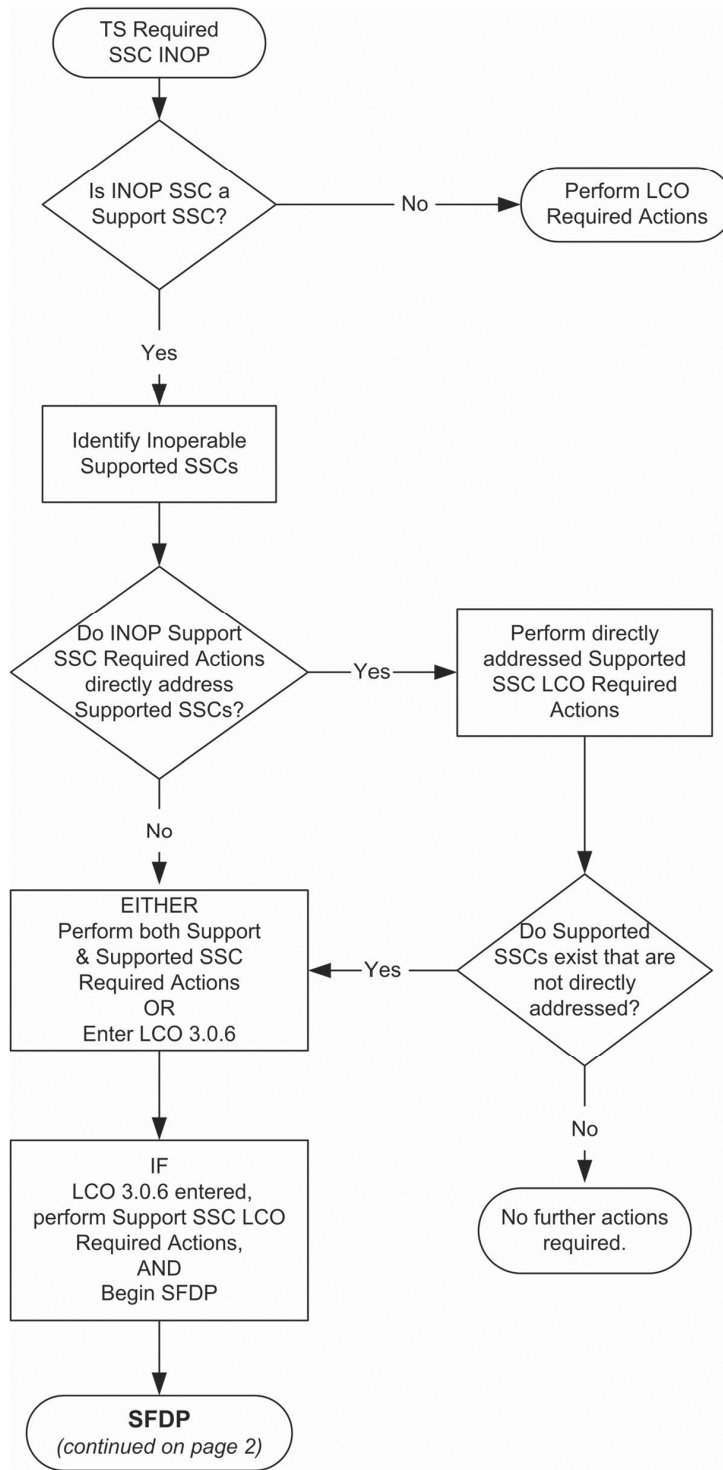 TS Required
SSC INOP
Is INOP SSC a
Support SSC?
No
Perform LCO
Required Actions
Yes
Identify Inoperable
Supported SSCs
Do INOP Support
SSC Required Actions
directly address
Supported SSCs?
Yes
Perform directly
addressed Supported
SSC LCO Required
Actions
No
EITHER
Perform both Support
& Supported SSC
Required Actions
OR
Enter LCO 3.0.6
Yes
Do Supported
SSCs exist that are
not directly
addressed?
No
IF
LCO 3.0.6 entered,
perform Support SSC LCO
Required Actions,
AND
Begin SFDP
No further actions
required.
SFDP
(continued on page 2)